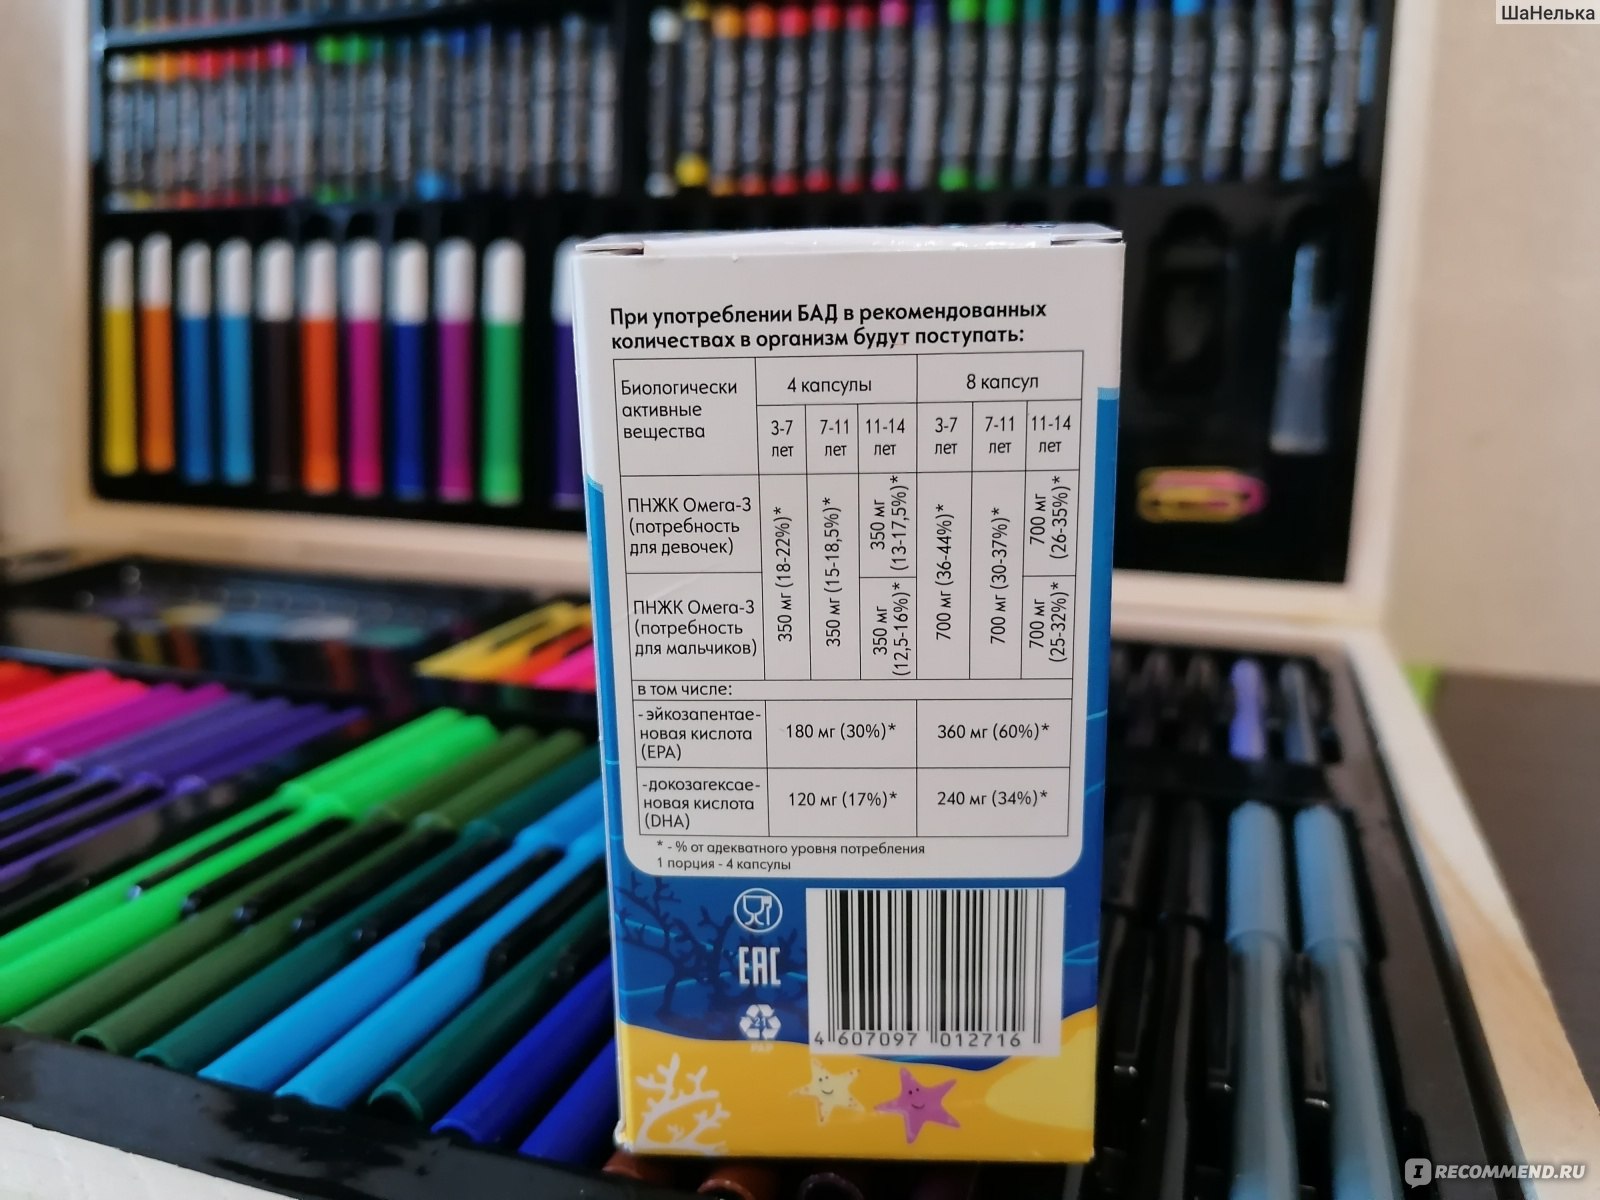 ШаНелька
При употреблении БАД в рекомендованных
количествах в организм будут поступать:
Биологически
активные
вещества
4 капсулы
8 капсул
3-7
лет
7-11
лет
11-14
лет
3-7
лет
7-11
лет
11-14
лет
ПНЖК Омега-3
(потребность
для девочек)
ПНЖК Омега-3
(потребность
для мальчиков)
350 мг (18-22%)*
350 мг (15-18,5%)*
350 мг
(13-17,5%)*
350 мг
(12,5-16%)*
700 мг (36-44%)*
700 мг (30-37%)*
700 мг
(26-35%)*
700 мг
(25-32%)*
в том числе:
-эйкозапентае-
новая кислота
(EPA)
180 мг (30%)*
360 мг (60%)*
-докозагексае-
новая кислота
(DHA)
120 мг (17%)*
240 мг (34%)*
* - % от адекватного уровня потребления
1 порция - 4 капсулы
EAC
21
PAP
4 607097 012716
IRECOMMEND.RU